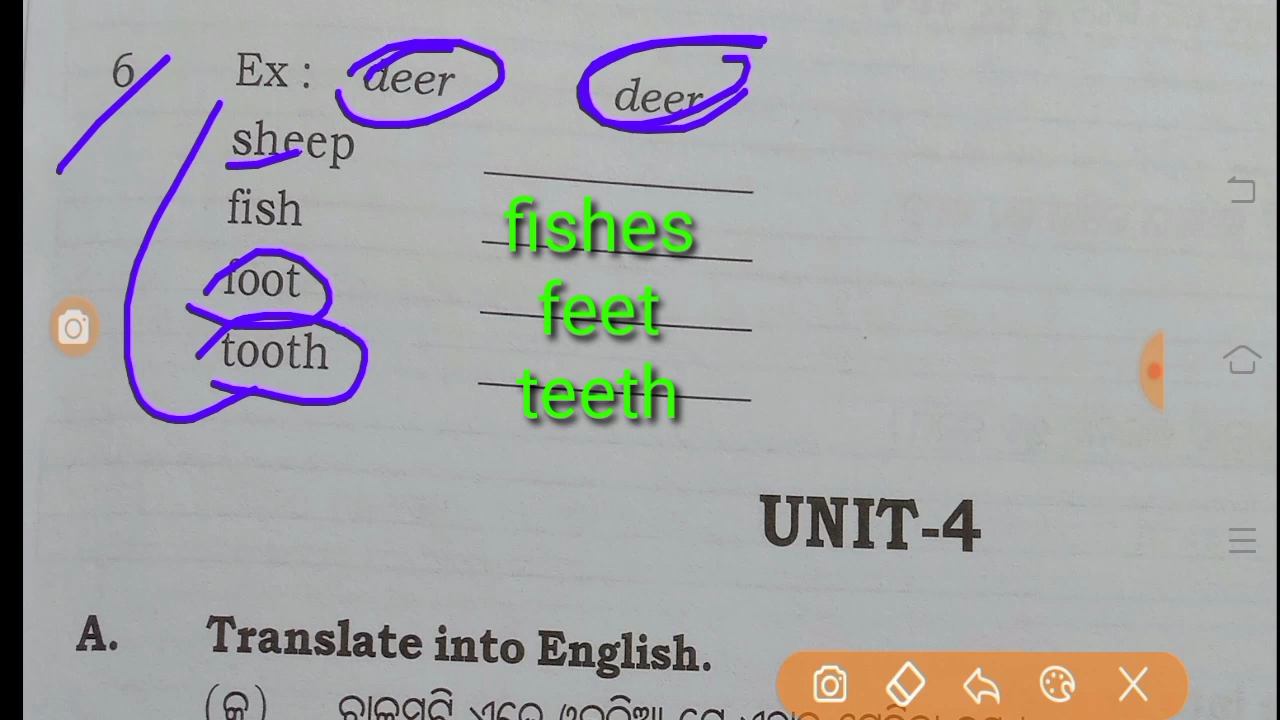 6 Ex : deer deer
sheep
fish fishes
foot feet
tooth teeth
UNIT-4
A. Translate into English.
(କ)